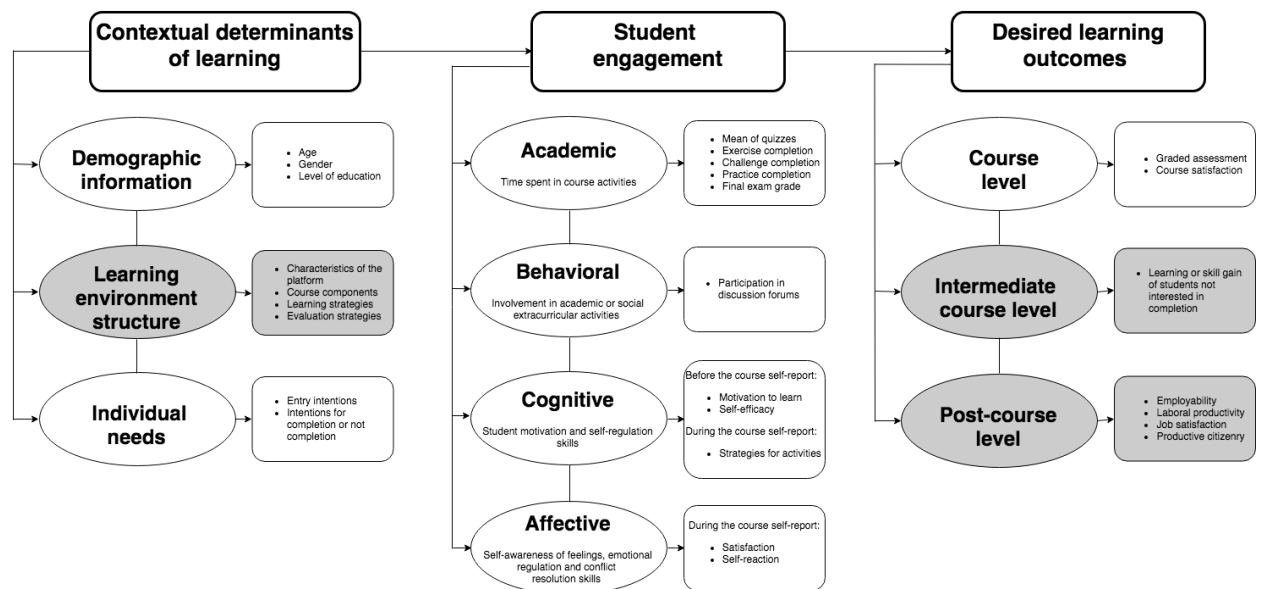 Contextual determinants
of learning
Demographic
information
• Age
• Gender
• Level of education
Learning
environment
structure
• Characteristics of the
platform
• Course components
• Learning strategies
• Evaluation strategies
Individual
needs
• Entry intentions
• Intentions for
completion or not
completion
Student
engagement
Academic
Time spent in course activities
• Mean of quizzes
• Exercise completion
• Challenge completion
• Practice completion
• Final exam grade
Behavioral
Involvement in academic or social
extracurricular activities
• Participation in
discussion forums
Cognitive
Student motivation and self-regulation
skills
Before the course self-report:
• Motivation to learn
• Self-efficacy
During the course self-report:
• Strategies for activities
Affective
Self-awareness of feelings, emotional
regulation and conflict
resolution skills
During the course self-report:
• Satisfaction
• Self-reaction
Desired learning
outcomes
Course
level
• Graded assessment
• Course satisfaction
Intermediate
course level
• Learning or skill gain
of students not
interested in
completion
Post-course
level
• Employability
• Laboral productivity
• Job satisfaction
• Productive citizenry